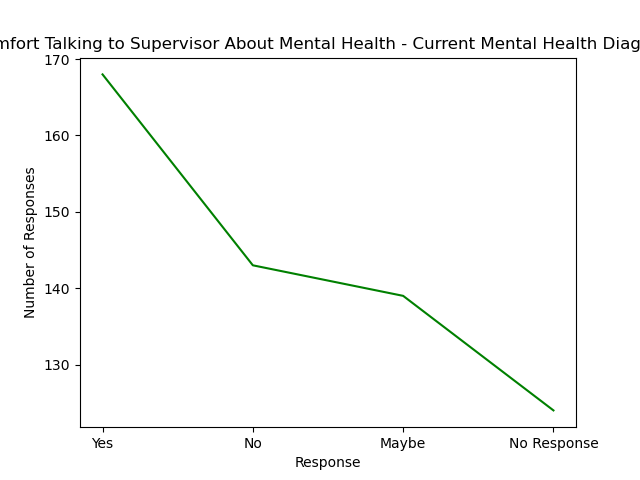 mfort Talking to Supervisor About Mental Health - Current Mental Health Diag
170
160
150
140
130
Number of Responses
Yes No Maybe No Response
Response